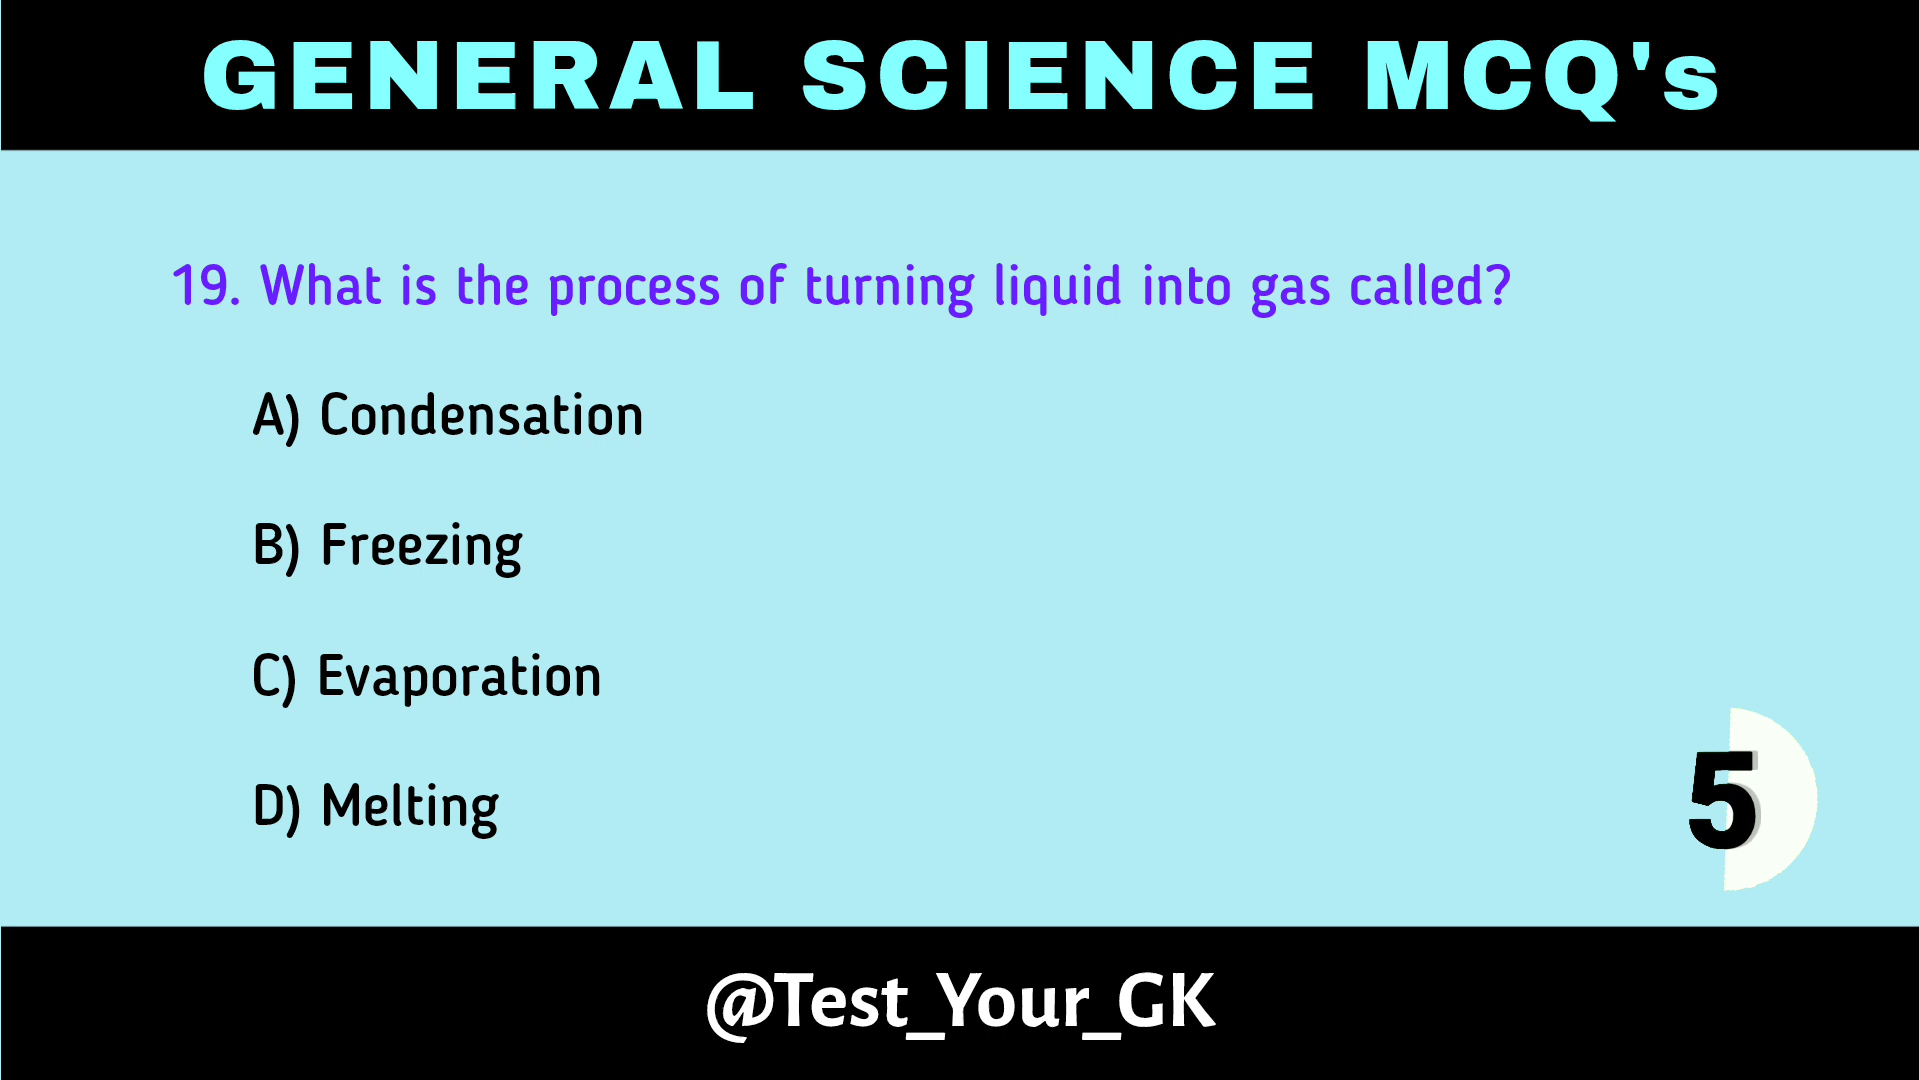 GENERAL SCIENCE MCQ's
19. What is the process of turning liquid into gas called?
A) Condensation
B) Freezing
C) Evaporation
D) Melting
5
@Test_Your_GK